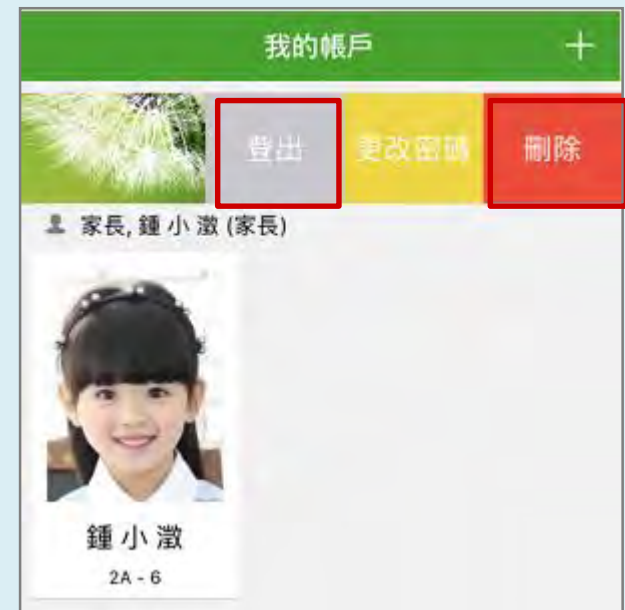 我的帳戶
登出 更改密碼 刪除
家長, 鍾 小 澂 (家長)
鍾 小 澂
2A - 6